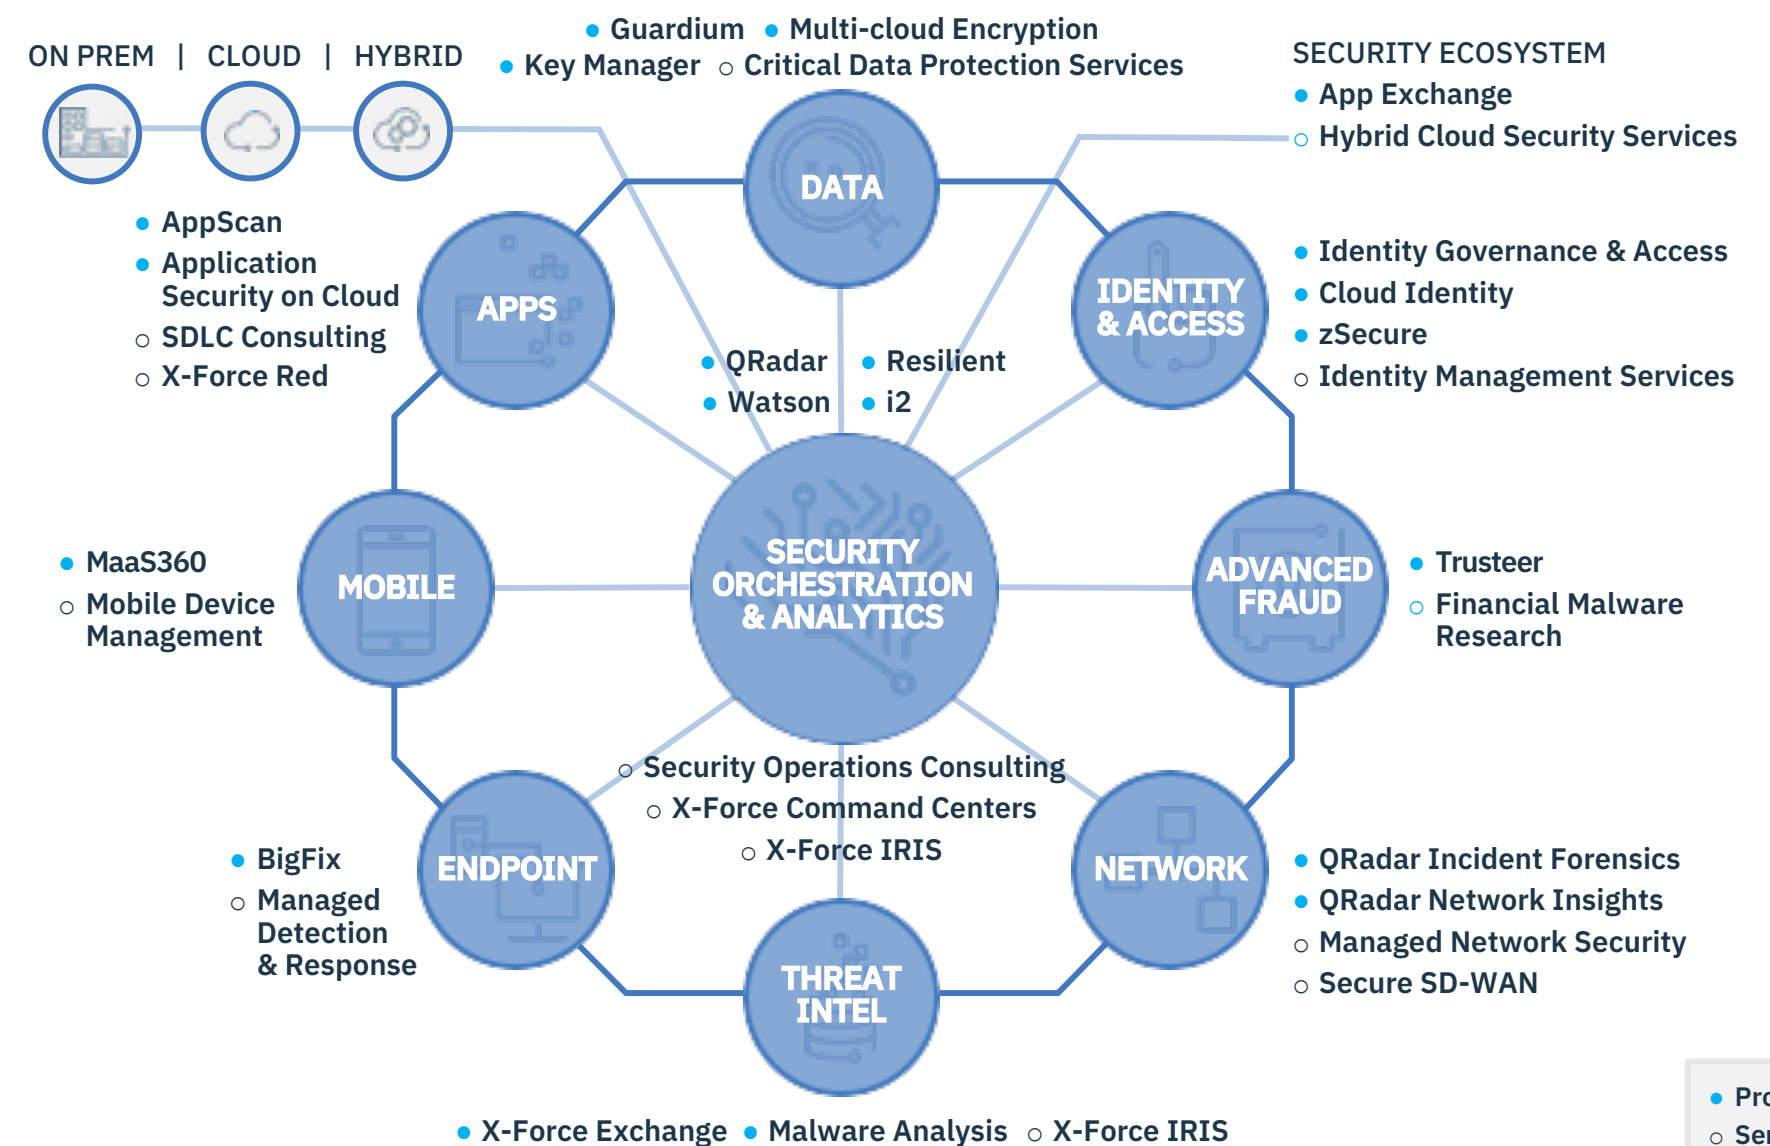 ON PREM | CLOUD | HYBRID
● Guardium ● Multi-cloud Encryption
● Key Manager ○ Critical Data Protection Services
SECURITY ECOSYSTEM
● App Exchange
○ Hybrid Cloud Security Services
DATA
● AppScan
● Application
Security on Cloud
○ SDLC Consulting
○ X-Force Red
APPS
IDENTITY
& ACCESS
● Identity Governance & Access
● Cloud Identity
● zSecure
○ Identity Management Services
● QRadar ● Resilient
● Watson ● i2
● MaaS360
○ Mobile Device
Management
MOBILE
SECURITY
ORCHESTRATION
& ANALYTICS
ADVANCED
FRAUD
● Trusteer
○ Financial Malware
Research
○ Security Operations Consulting
○ X-Force Command Centers
○ X-Force IRIS
● BigFix
○ Managed
Detection
& Response
ENDPOINT
NETWORK
● QRadar Incident Forensics
● QRadar Network Insights
○ Managed Network Security
○ Secure SD-WAN
THREAT
INTEL
● X-Force Exchange ● Malware Analysis ○ X-Force IRIS